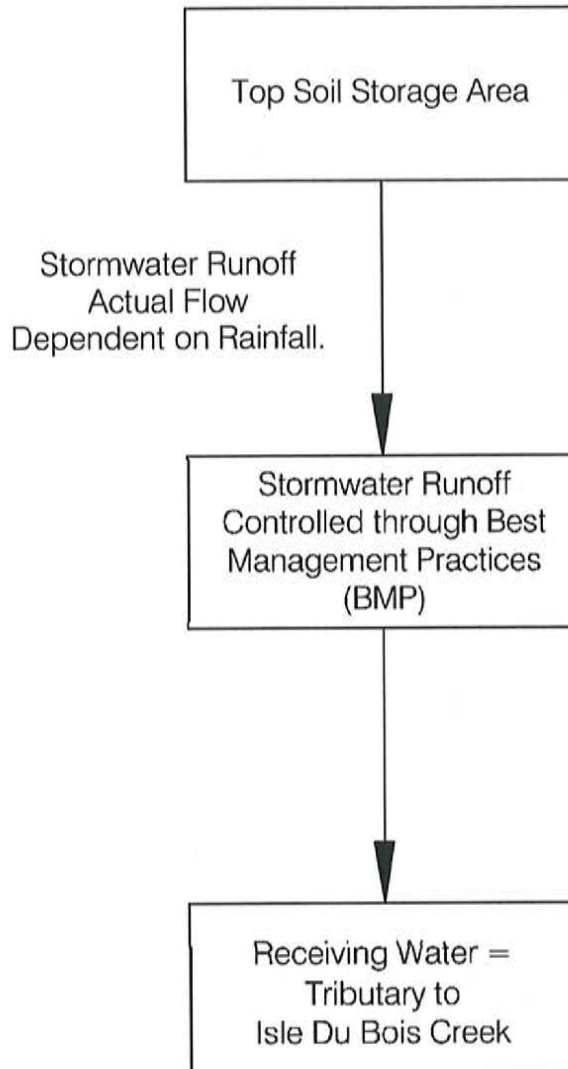 Top Soil Storage Area
Stormwater Runoff
Actual Flow
Dependent on Rainfall.
Stormwater Runoff
Controlled through Best
Management Practices
(BMP)
Receiving Water =
Tributary to
Isle Du Bois Creek